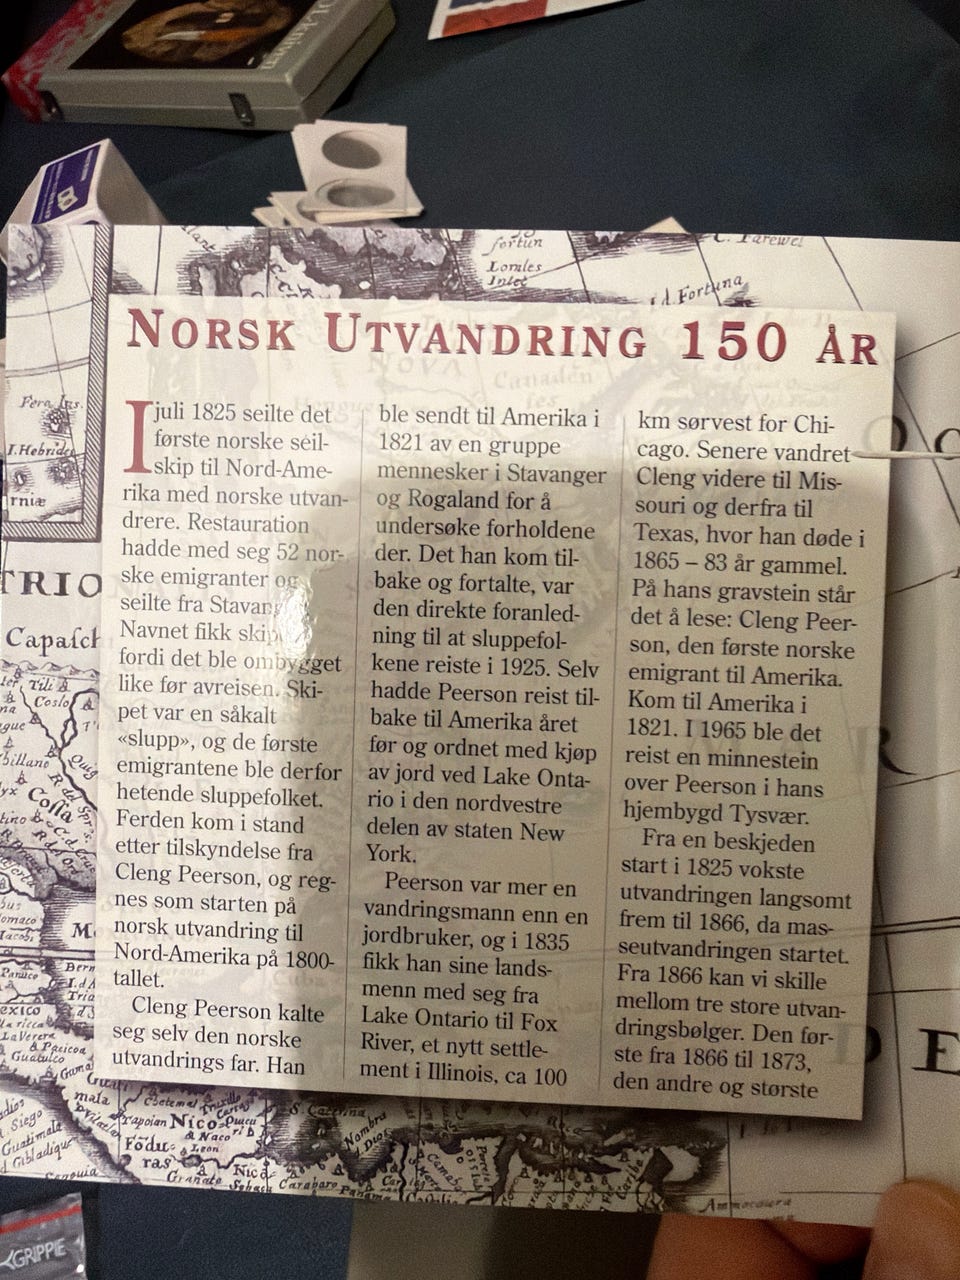 fortun
Lomles
Inlet
C. Farewel
I.d. Fortuna
Fero Ins.
I. Hebrides
TRIO
NORSK UTVANDRING 150 ÅR
I juli 1825 seilte det
første norske seil-
skip til Nord-Ame-
rika med norske utvan-
drere. Restauration
hadde med seg 52 nor-
ske emigranter og
seilte fra Stavan
Navnet fikk skip
fordi det ble ombygget
like før avreisen. Ski-
pet var en såkalt
«slupp», og de første
emigrantene ble derfor
hetende sluppefolket.
Ferden kom i stand
etter tilskyndelse fra
Cleng Peerson, og reg-
nes som starten på
norsk utvandring til
Nord-Amerika på 1800-
tallet.
Cleng Peerson kalte
seg selv den norske
utvandrings far. Han
ble sendt til Amerika i
1821 av en gruppe
mennesker i Stavanger
og Rogaland for å
undersøke forholdene
der. Det han kom til-
bake og fortalte, var
den direkte foranled-
ning til at sluppefol-
kene reiste i 1925. Selv
hadde Peerson reist til-
bake til Amerika året
før og ordnet med kjøp
av jord ved Lake Onta-
rio i den nordvestre
delen av staten New
York.
Peerson var mer en
vandringsmann enn en
jordbruker, og i 1835
fikk han sine lands-
menn med seg fra
Lake Ontario til Fox
River, et nytt settle-
ment i Illinois, ca 100
km sørvest for Chi-
cago. Senere vandret
Cleng videre til Mis-
souri og derfra til
Texas, hvor han døde i
1865 – 83 år gammel.
På hans gravstein står
det å lese: Cleng Peer-
son, den første norske
emigrant til Amerika.
Kom til Amerika i
1821. I 1965 ble det
reist en minnestein
over Peerson i hans
hjembygd Tysvær.
Fra en beskjeden
start i 1825 vokste
utvandringen langsomt
frem til 1866, da mas-
seutvandringen startet.
Fra 1866 kan vi skille
mellom tre store utvan-
dringsbølger. Den før-
ste fra 1866 til 1873,
den andre og største
GRIPPIE